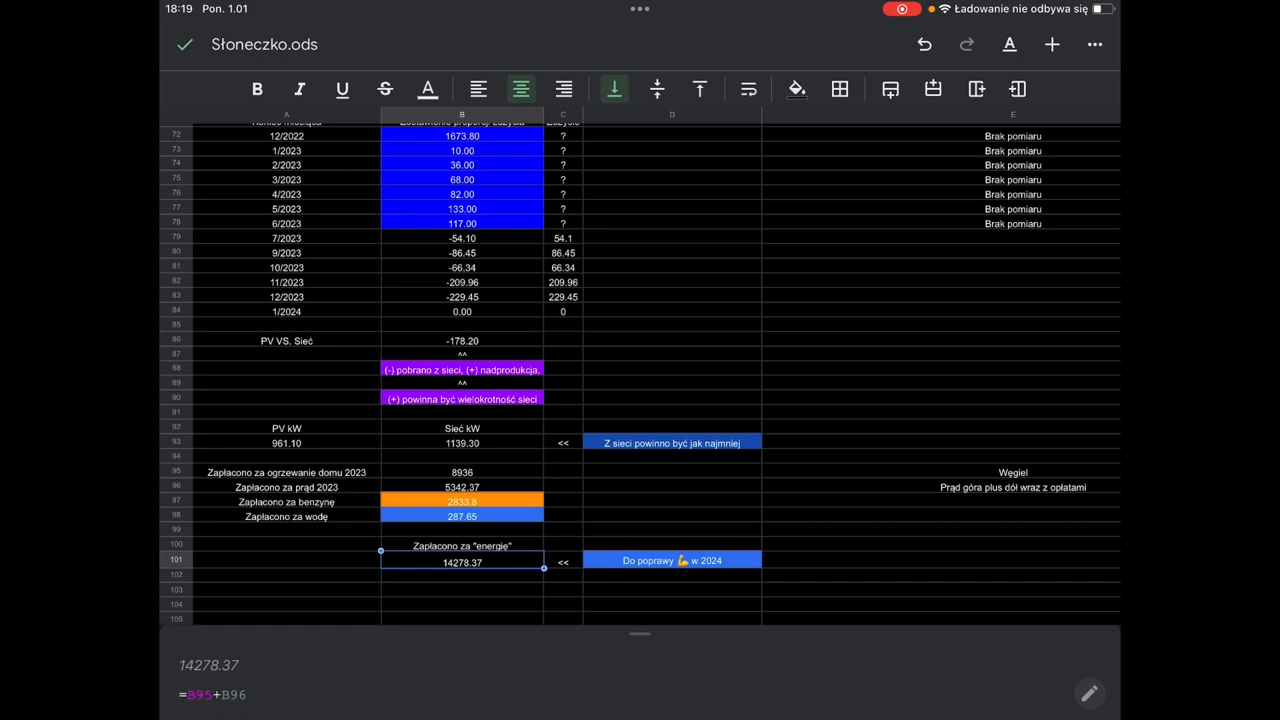 18:19 Pon. 1.01 Ładowanie nie odbywa się
Słoneczko.ods
B I U S A A
A B C D E
72 12/2022 1673.80 ? Brak pomiaru
73 1/2023 10.00 ? Brak pomiaru
74 2/2023 36.00 ? Brak pomiaru
75 3/2023 68.00 ? Brak pomiaru
76 4/2023 82.00 ? Brak pomiaru
77 5/2023 133.00 ? Brak pomiaru
78 6/2023 117.00 ? Brak pomiaru
79 7/2023 -54.10 54.1
80 9/2023 -86.45 86.45
81 10/2023 -66.34 66.34
82 11/2023 -209.96 209.96
83 12/2023 -229.45 229.45
84 1/2024 0.00 0
85
86 PV VS. Sieć -178.20
87 ^^
88 (-) pobrano z sieci, (+) nadprodukcja,
89 ^^
90 (+) powinna być wielokrotność sieci
91
92 PV kW Sieć kW
93 961.10 1139.30 << Z sieci powinno być jak najmniej
94
95 Zapłacono za ogrzewanie domu 2023 8936 Węgiel
96 Zapłacono za prąd 2023 5342.37 Prąd góra plus dół wraz z opłatami
97 Zapłacono za benzynę 2833.8
98 Zapłacono za wodę 287.65
99
100 Zapłacono za "energię"
101 14278.37 << Do poprawy 💪 w 2024
102
103
104
105
14278.37
=B95+B96